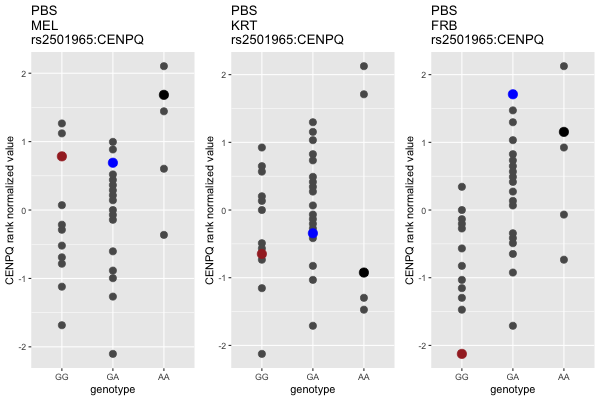 PBS
MEL
rs2501965:CENPQ
CENPQ rank normalized value
2
1
0
-1
-2
GG GA AA
genotype
PBS
KRT
rs2501965:CENPQ
CENPQ rank normalized value
2
1
0
-1
-2
GG GA AA
genotype
PBS
FRB
rs2501965:CENPQ
CENPQ rank normalized value
2
1
0
-1
-2
GG GA AA
genotype